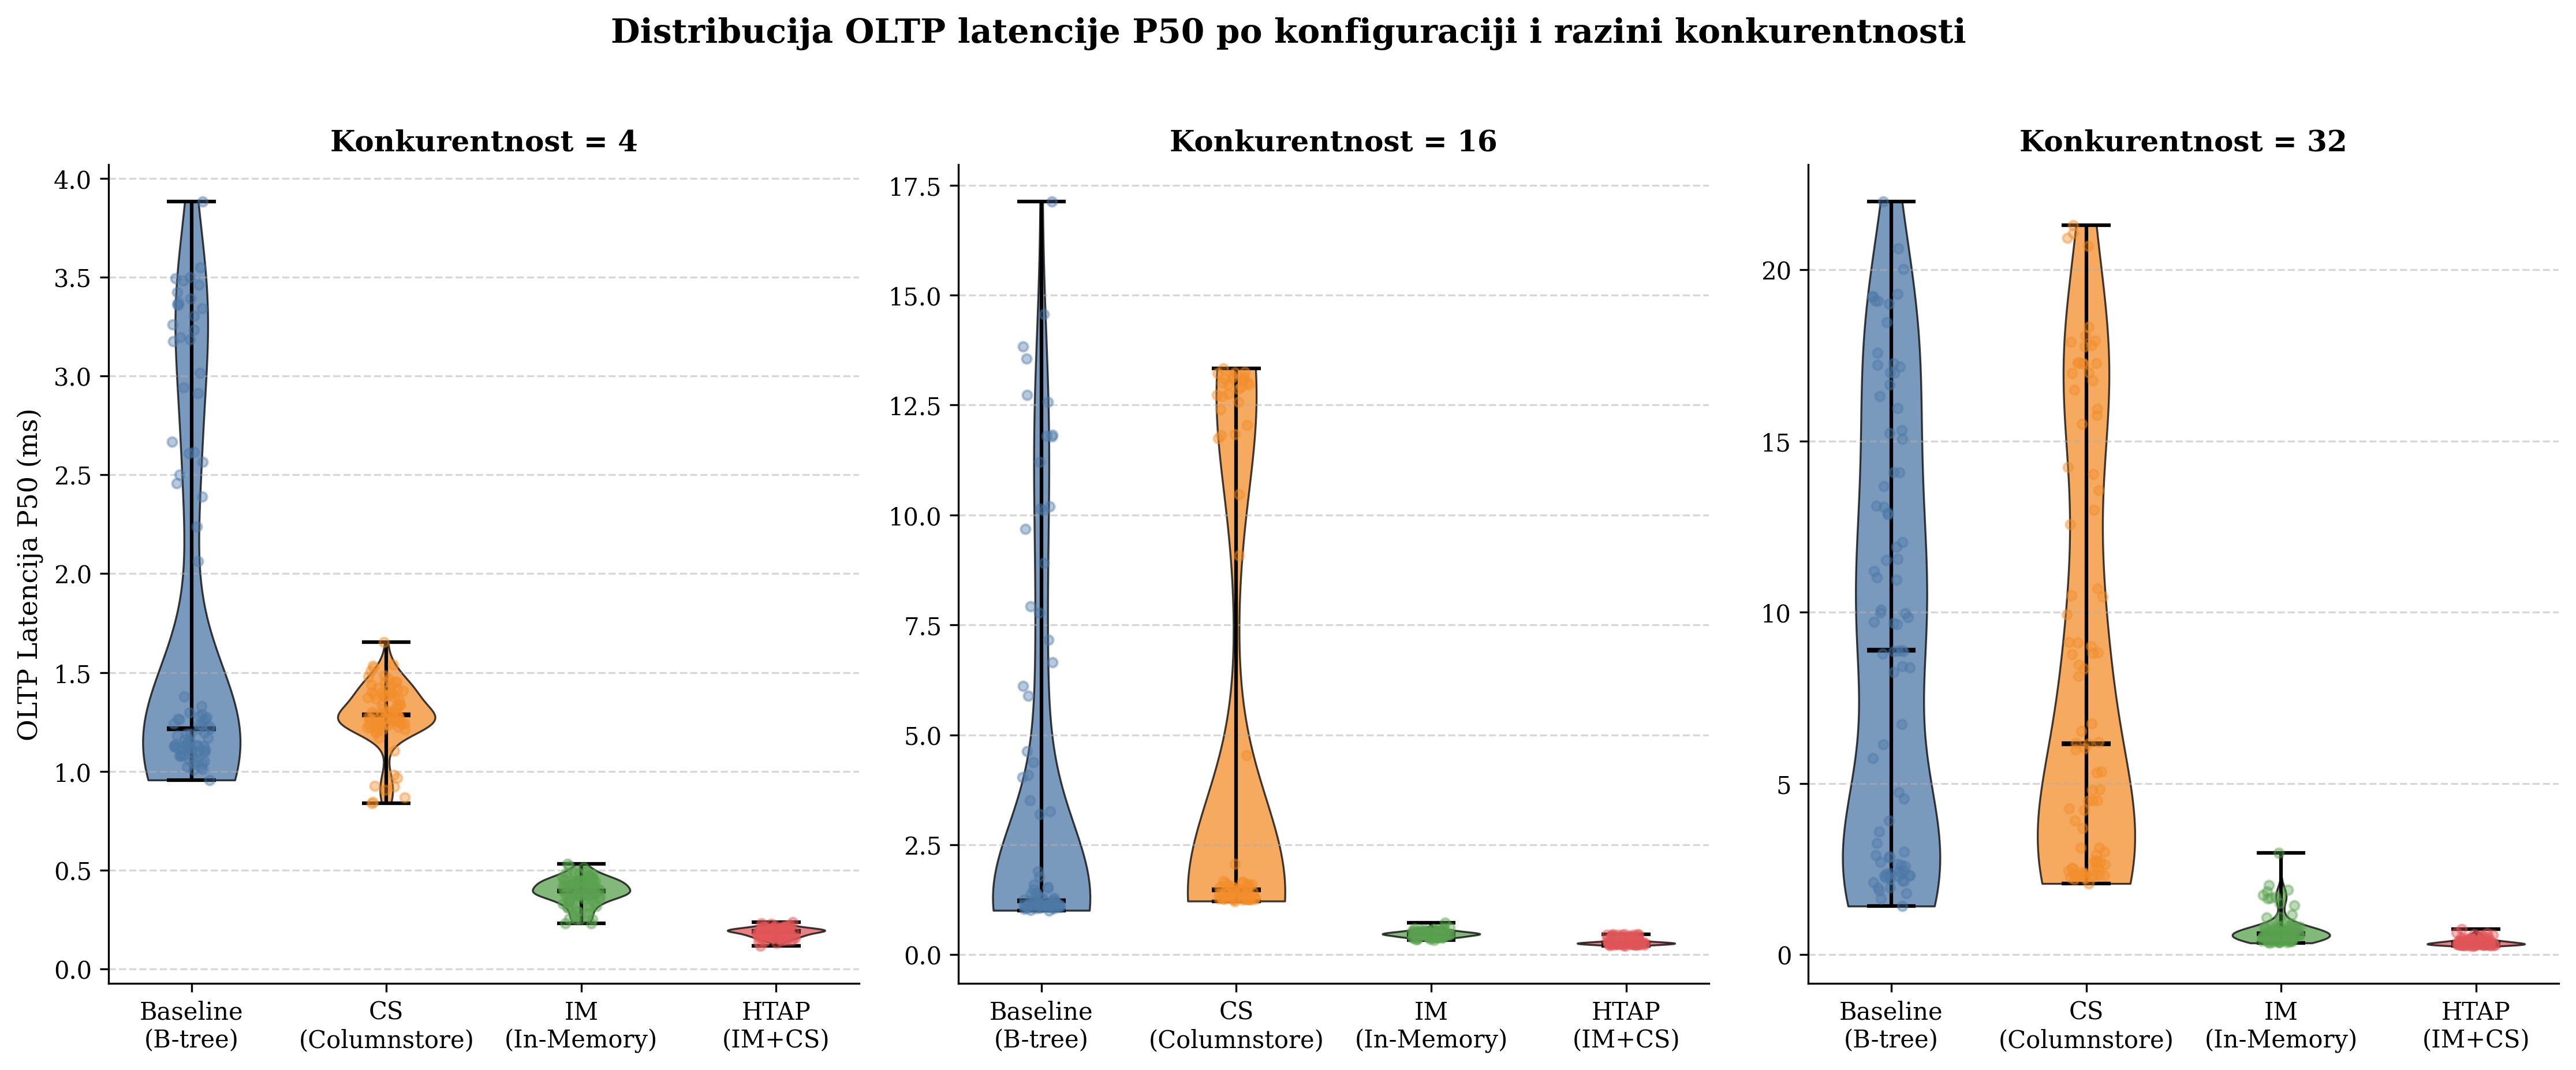 Distribucija OLTP latencije P50 po konfiguraciji i razini konkurentnosti
Konkurentnost = 4
OLTP Latencija P50 (ms)
4.0
3.5
3.0
2.5
2.0
1.5
1.0
0.5
0.0
Baseline
(B-tree)
CS
(Columnstore)
IM
(In-Memory)
HTAP
(IM+CS)
Konkurentnost = 16
17.5
15.0
12.5
10.0
7.5
5.0
2.5
0.0
Baseline
(B-tree)
CS
(Columnstore)
IM
(In-Memory)
HTAP
(IM+CS)
Konkurentnost = 32
20
15
10
5
0
Baseline
(B-tree)
CS
(Columnstore)
IM
(In-Memory)
HTAP
(IM+CS)